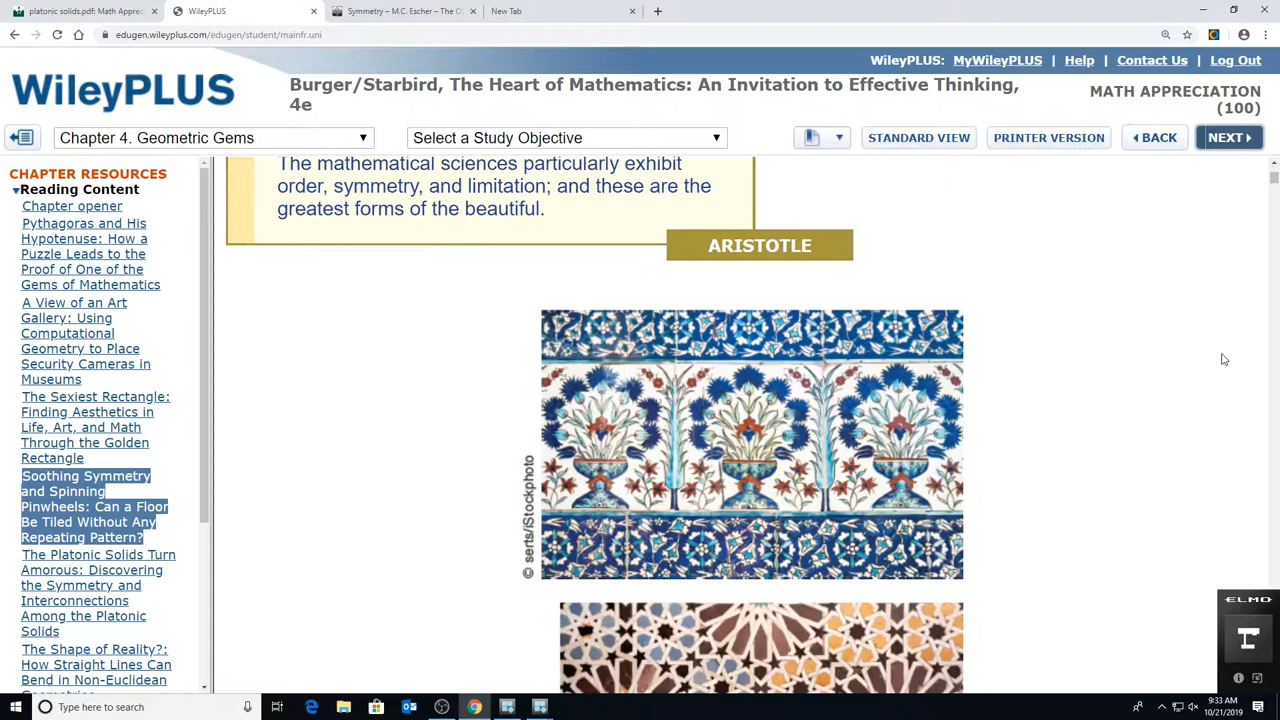 platonic solids.pdf: Math Apprec
WileyPLUS
Symmetry – M.C. Escher – The O
New Tab
edugen.wileyplus.com/edugen/student/mainfr.uni
WileyPLUS: MyWileyPLUS | Help | Contact Us | Log Out
WileyPLUS
Burger/Starbird, The Heart of Mathematics: An Invitation to Effective Thinking,
4e
MATH APPRECIATION
(100)
Chapter 4. Geometric Gems
Select a Study Objective
STANDARD VIEW
PRINTER VERSION
BACK
NEXT
CHAPTER RESOURCES
Reading Content
Chapter opener
Pythagoras and His
Hypotenuse: How a
Puzzle Leads to the
Proof of One of the
Gems of Mathematics
A View of an Art
Gallery: Using
Computational
Geometry to Place
Security Cameras in
Museums
The Sexiest Rectangle:
Finding Aesthetics in
Life, Art, and Math
Through the Golden
Rectangle
Soothing Symmetry
and Spinning
Pinwheels: Can a Floor
Be Tiled Without Any
Repeating Pattern?
The Platonic Solids Turn
Amorous: Discovering
the Symmetry and
Interconnections
Among the Platonic
Solids
The Shape of Reality?:
How Straight Lines Can
Bend in Non-Euclidean
Geometries
The mathematical sciences particularly exhibit
order, symmetry, and limitation; and these are the
greatest forms of the beautiful.
ARISTOTLE
© serts/iStockphoto
ELMO
Type here to search
9:33 AM
10/21/2019